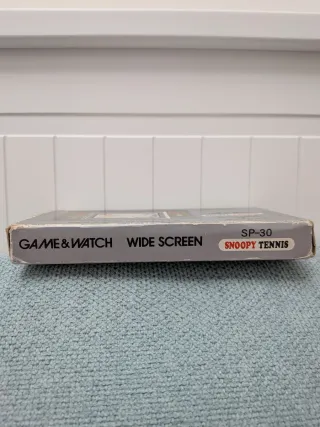 GAME & WATCH WIDE SCREEN
SP-30
SNOOPY TENNIS